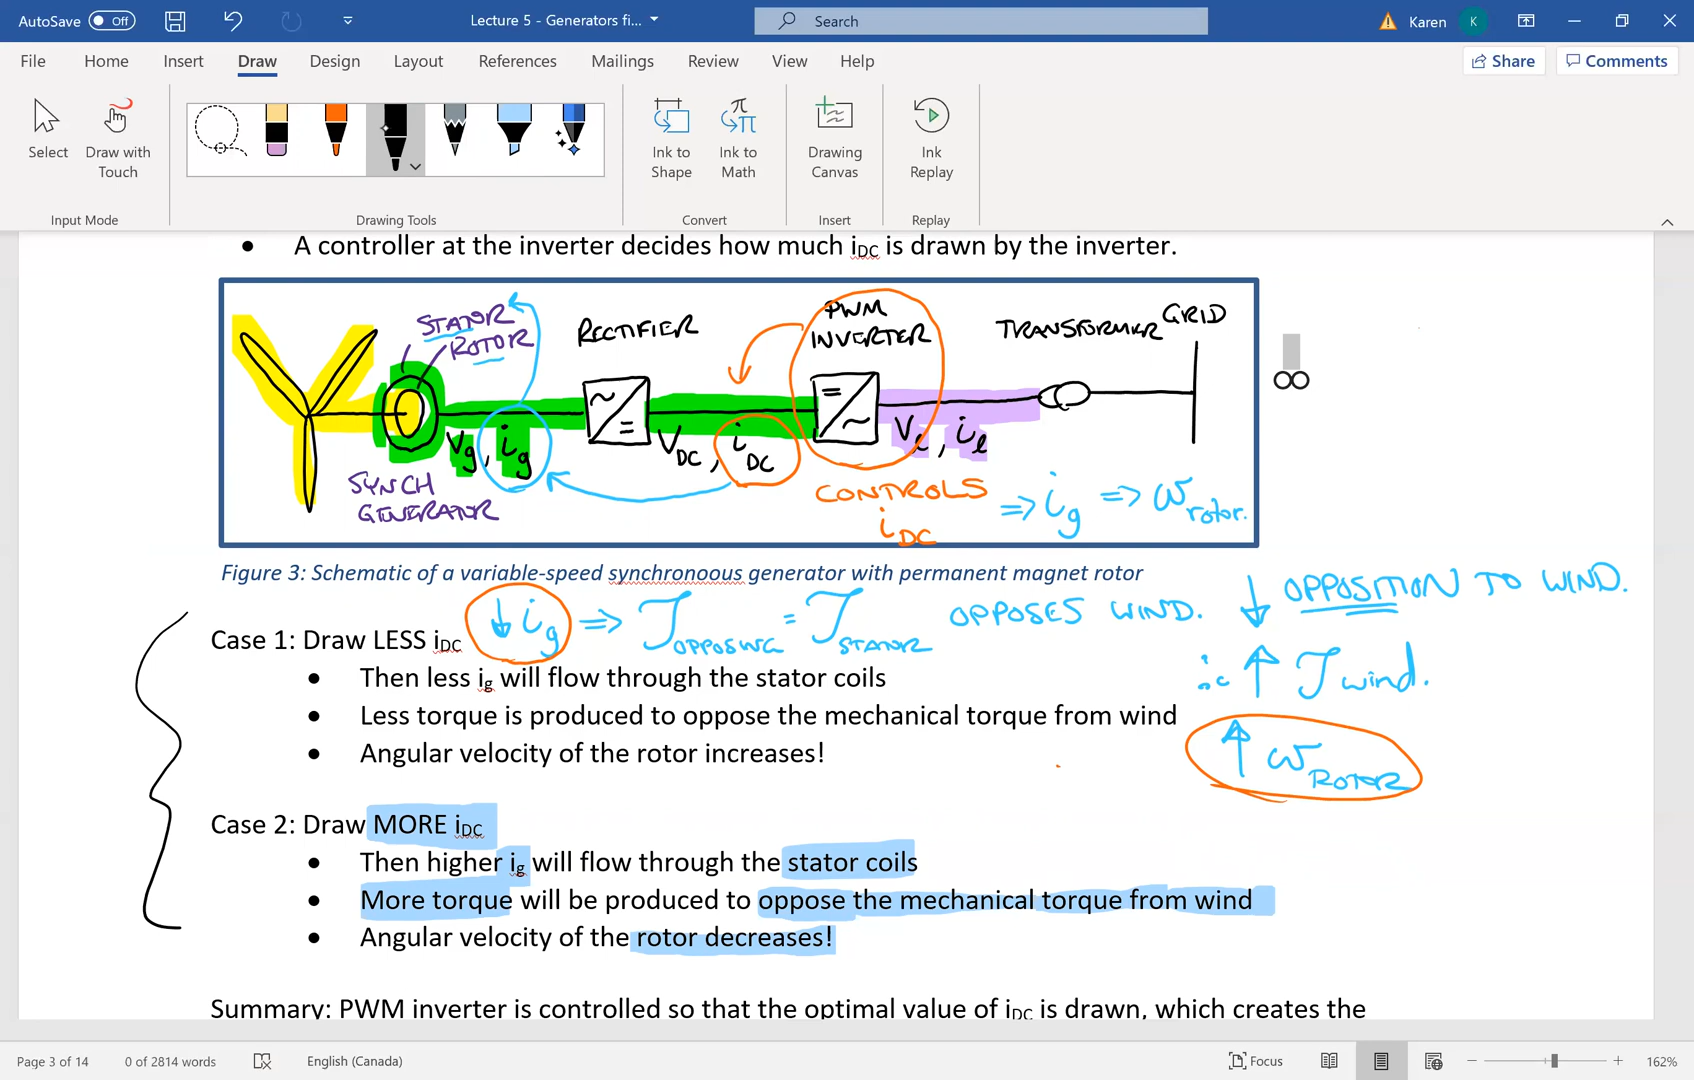 AutoSave Off Lecture 5 - Generators fi... Search Karen K
File Home Insert Draw Design Layout References Mailings Review View Help Share Comments
Select Draw with Touch Ink to Shape Ink to Math Drawing Canvas Ink Replay
Input Mode Drawing Tools Convert Insert Replay
• A controller at the inverter decides how much iDC is drawn by the inverter.
STATOR
ROTOR
RECTIFIER
PWM
INVERTER
TRANSFORMER
GRID
~ =
= ~
Vg, ig
VDC, iDC
Vℓ, iℓ
SYNCH
GENERATOR
CONTROLS
iDC
⇒ ig ⇒ ωrotor.
Figure 3: Schematic of a variable-speed synchronoous generator with permanent magnet rotor
↓ ig ⇒ TOPPOSING = TSTATOR OPPOSES WIND.
↓ OPPOSITION TO WIND.
∴ ↑ Twind.
↑ ωROTOR
Case 1: Draw LESS iDC
• Then less ig will flow through the stator coils
• Less torque is produced to oppose the mechanical torque from wind
• Angular velocity of the rotor increases!
Case 2: Draw MORE iDC
• Then higher ig will flow through the stator coils
• More torque will be produced to oppose the mechanical torque from wind
• Angular velocity of the rotor decreases!
Summary: PWM inverter is controlled so that the optimal value of iDC is drawn, which creates the
Page 3 of 14 0 of 2814 words English (Canada) Focus 162%